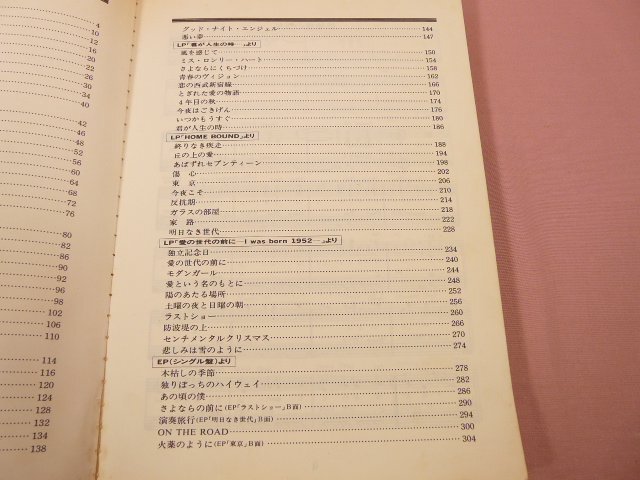 4
10
12
16
20
22
26
30
34
40
42
46
48
52
56
60
64
68
72
76
80
86
90
92
94
96
98
102
106
110
114
116
120
124
128
132
134
138
グッド・ナイト・エンジェル 144
悪い夢 147
LP「君が人生の時…」より
風を感じて 150
ミス・ロンリー・ハート 154
さよならにくちづけ 158
青春のヴィジョン 162
恋の西武新宿線 166
とぎれた愛の物語 170
4年目の秋 174
今夜はごきげん 176
いつかもうすぐ 180
君が人生の時… 186
LP「HOME BOUND」より
終りなき疾走 188
丘の上の愛 194
あばずれセブンティーン 198
傷 心 202
東 京 206
今夜こそ 210
反抗期 214
ガラスの部屋 218
家 路 222
明日なき世代 228
LP「愛の世代の前に―I was born 1952―」より
独立記念日 234
愛の世代の前に 240
モダンガール 244
愛という名のもとに 248
陽のあたる場所 252
土曜の夜と日曜の朝 256
ラストショー 260
防波堤の上 266
センチメンタルクリスマス 270
悲しみは雪のように 274
EP(シングル盤)より
木枯しの季節 278
独りぼっちのハイウェイ 282
あの頃の僕 286
さよならの前に(EP「ラストショー」B面) 290
演奏旅行(EP「明日なき世代」B面) 294
ON THE ROAD 300
火薬のように(EP「東京」B面) 304